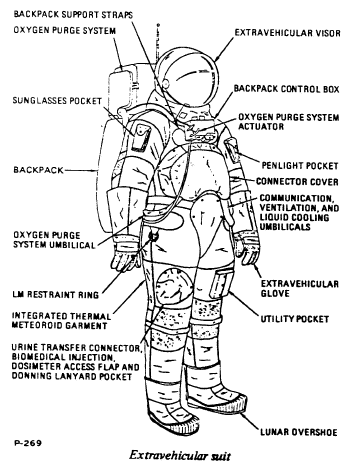 BACKPACK SUPPORT STRAPS
OXYGEN PURGE SYSTEM
SUNGLASSES POCKET
BACKPACK
OXYGEN PURGE
SYSTEM UMBILICAL
LM RESTRAINT RING
INTEGRATED THERMAL
METEOROID GARMENT
URINE TRANSFER CONNECTOR,
BIOMEDICAL INJECTION,
DOSIMETER ACCESS FLAP AND
DONNING LANYARD POCKET
EXTRAVEHICULAR VISOR
BACKPACK CONTROL BOX
OXYGEN PURGE SYSTEM
ACTUATOR
PENLIGHT POCKET
CONNECTOR COVER
COMMUNICATION,
VENTILATION, AND
LIQUID COOLING
UMBILICALS
EXTRAVEHICULAR
GLOVE
UTILITY POCKET
LUNAR OVERSHOE
P-269
Extravehicular suit